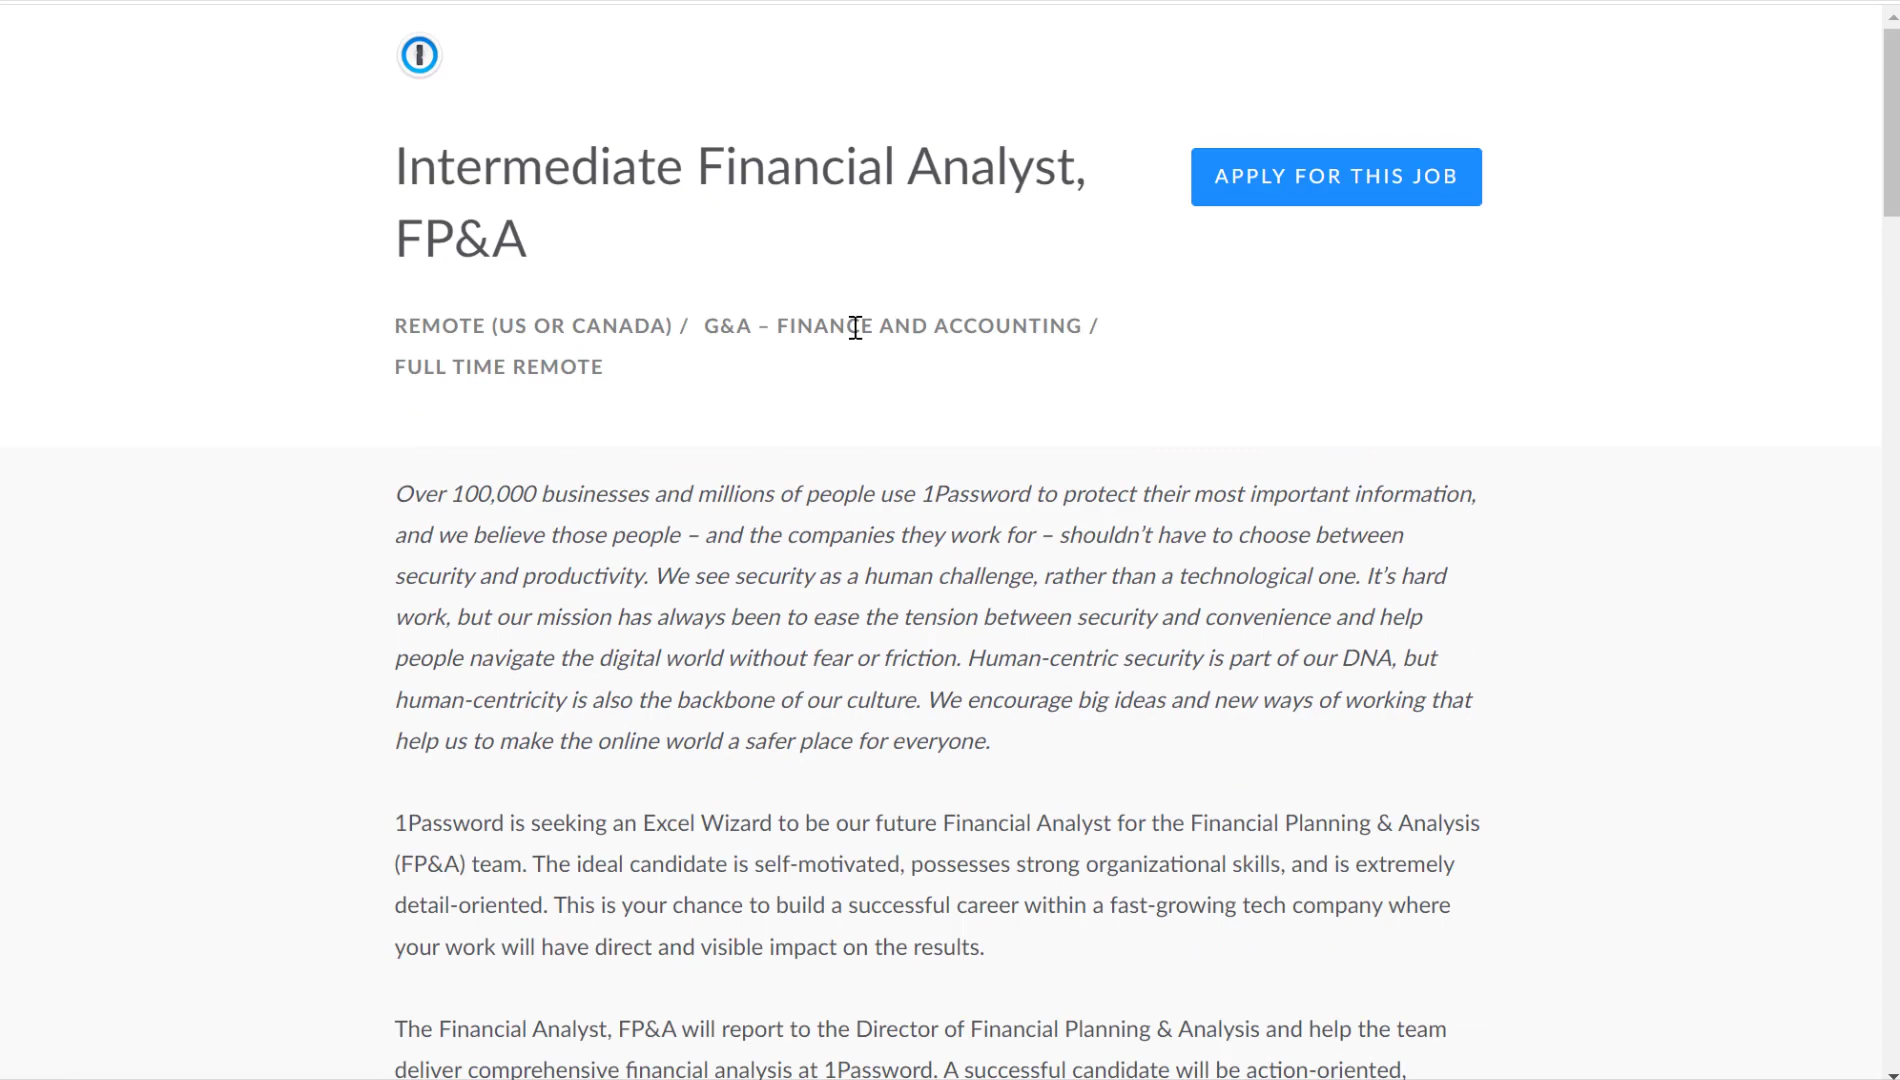 Intermediate Financial Analyst,
FP&A
APPLY FOR THIS JOB
REMOTE (US OR CANADA) / G&A – FINANCE AND ACCOUNTING /
FULL TIME REMOTE
Over 100,000 businesses and millions of people use 1Password to protect their most important information,
and we believe those people – and the companies they work for – shouldn’t have to choose between
security and productivity. We see security as a human challenge, rather than a technological one. It’s hard
work, but our mission has always been to ease the tension between security and convenience and help
people navigate the digital world without fear or friction. Human-centric security is part of our DNA, but
human-centricity is also the backbone of our culture. We encourage big ideas and new ways of working that
help us to make the online world a safer place for everyone.
1Password is seeking an Excel Wizard to be our future Financial Analyst for the Financial Planning & Analysis
(FP&A) team. The ideal candidate is self-motivated, possesses strong organizational skills, and is extremely
detail-oriented. This is your chance to build a successful career within a fast-growing tech company where
your work will have direct and visible impact on the results.
The Financial Analyst, FP&A will report to the Director of Financial Planning & Analysis and help the team
deliver comprehensive financial analysis at 1Password. A successful candidate will be action-oriented,